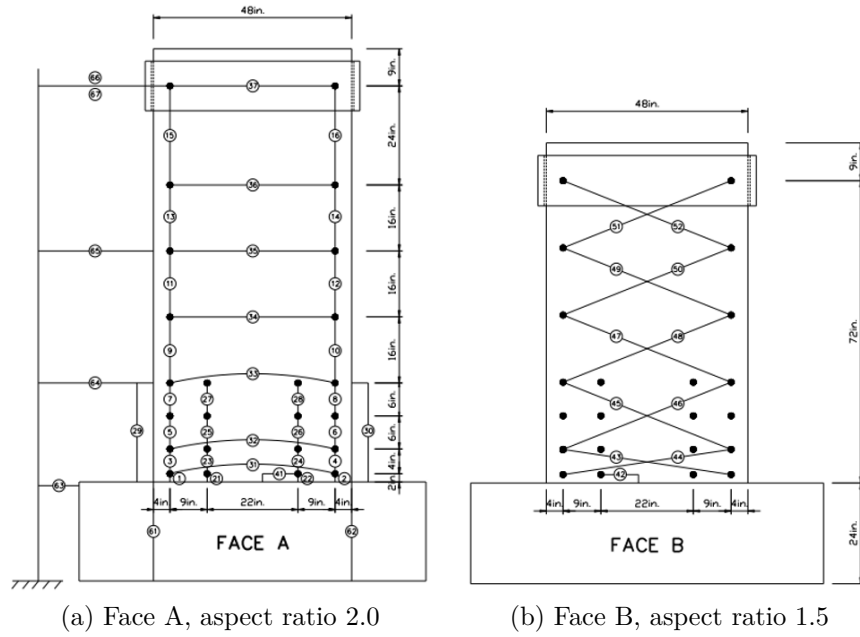 48in.
66
67
37
9in.
15
16
24in.
36
13
14
16in.
65
35
11
12
16in.
34
9
10
16in.
33
64
7
27
28
8
6in.
29
5
25
26
6
30
6in.
32
3
23
24
4
4in.
31
41
1
21
22
2
2in.
63
4in. 9in. 22in. 9in. 4in.
61
62
FACE A
48in.
9in.
51
52
49
50
47
48
72in.
45
46
43
44
42
4in. 9in. 22in. 9in. 4in.
FACE B
24in.
(a) Face A, aspect ratio 2.0
(b) Face B, aspect ratio 1.5